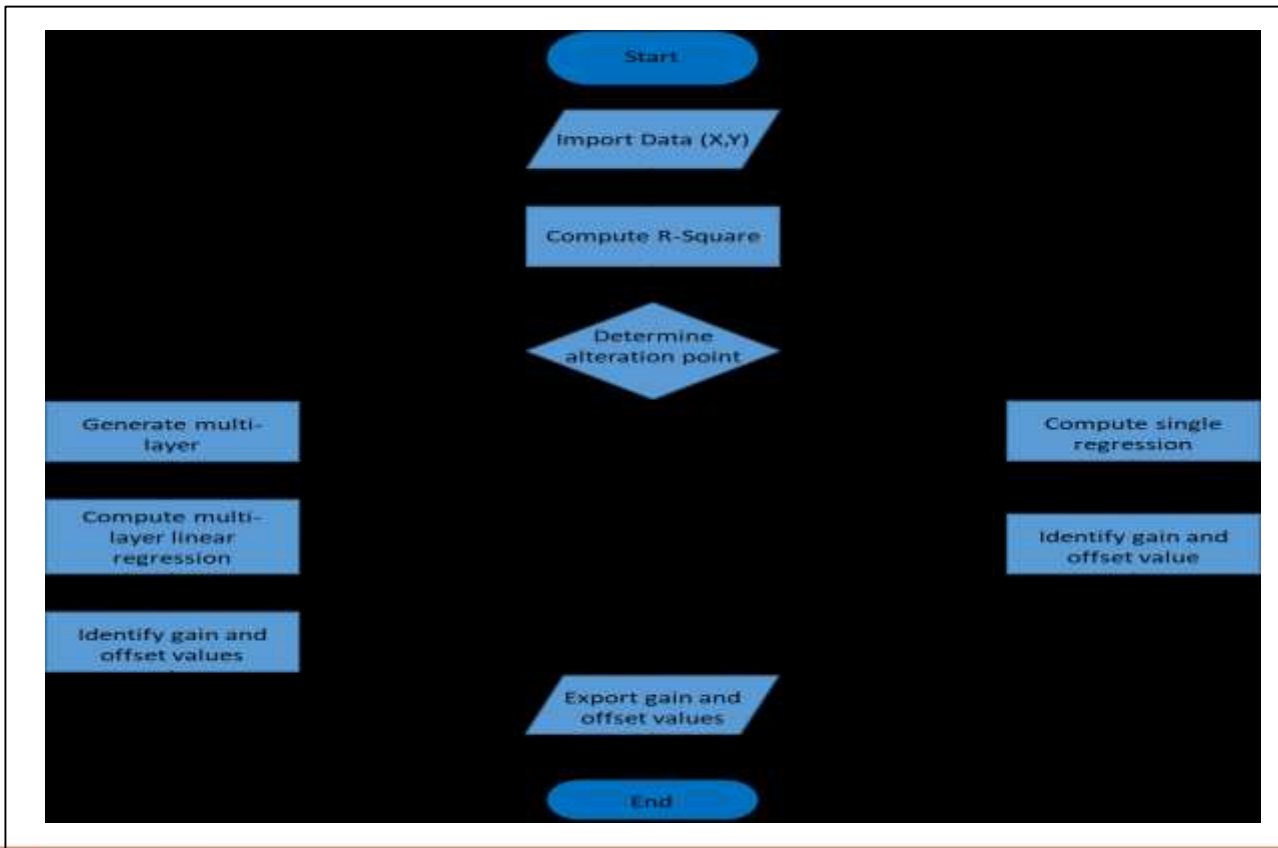 Start
Import Data (X,Y)
Compute R-Square
Determine
alteration point
Generate multi-
layer
Compute multi-
layer linear
regression
Identify gain and
offset values
Compute single
regression
Identify gain and
offset value
Export gain and
offset values
End